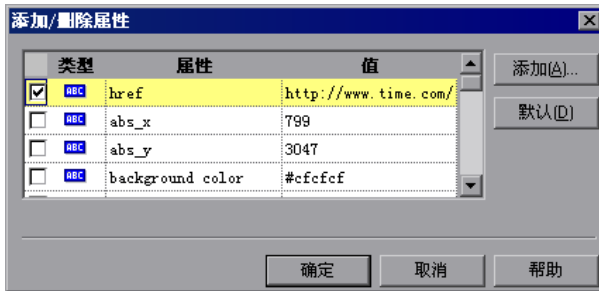 添加/删除属性
类型 属性 值
ABC href http://www.time.com/
ABC abs_x 799
ABC abs_y 3047
ABC background color #cfcfcf
添加(A)...
默认(D)
确定 取消 帮助